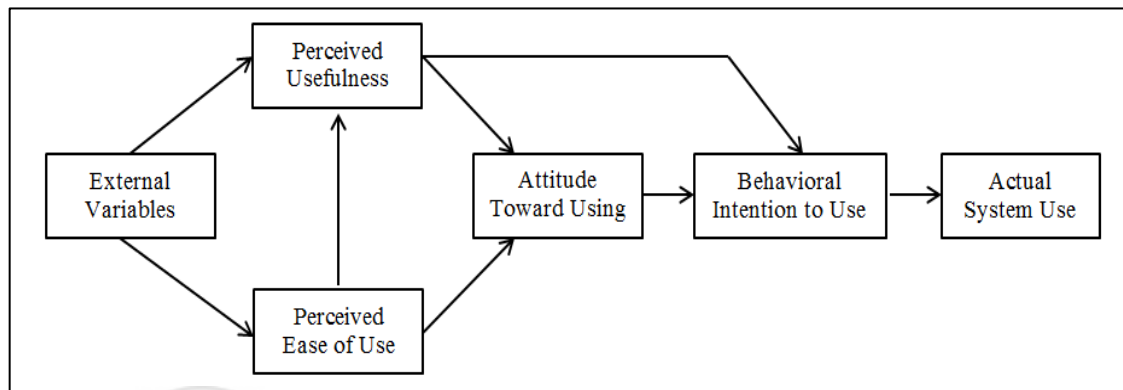 Perceived
Usefulness
External
Variables
Attitude
Toward Using
Behavioral
Intention to Use
Actual
System Use
Perceived
Ease of Use